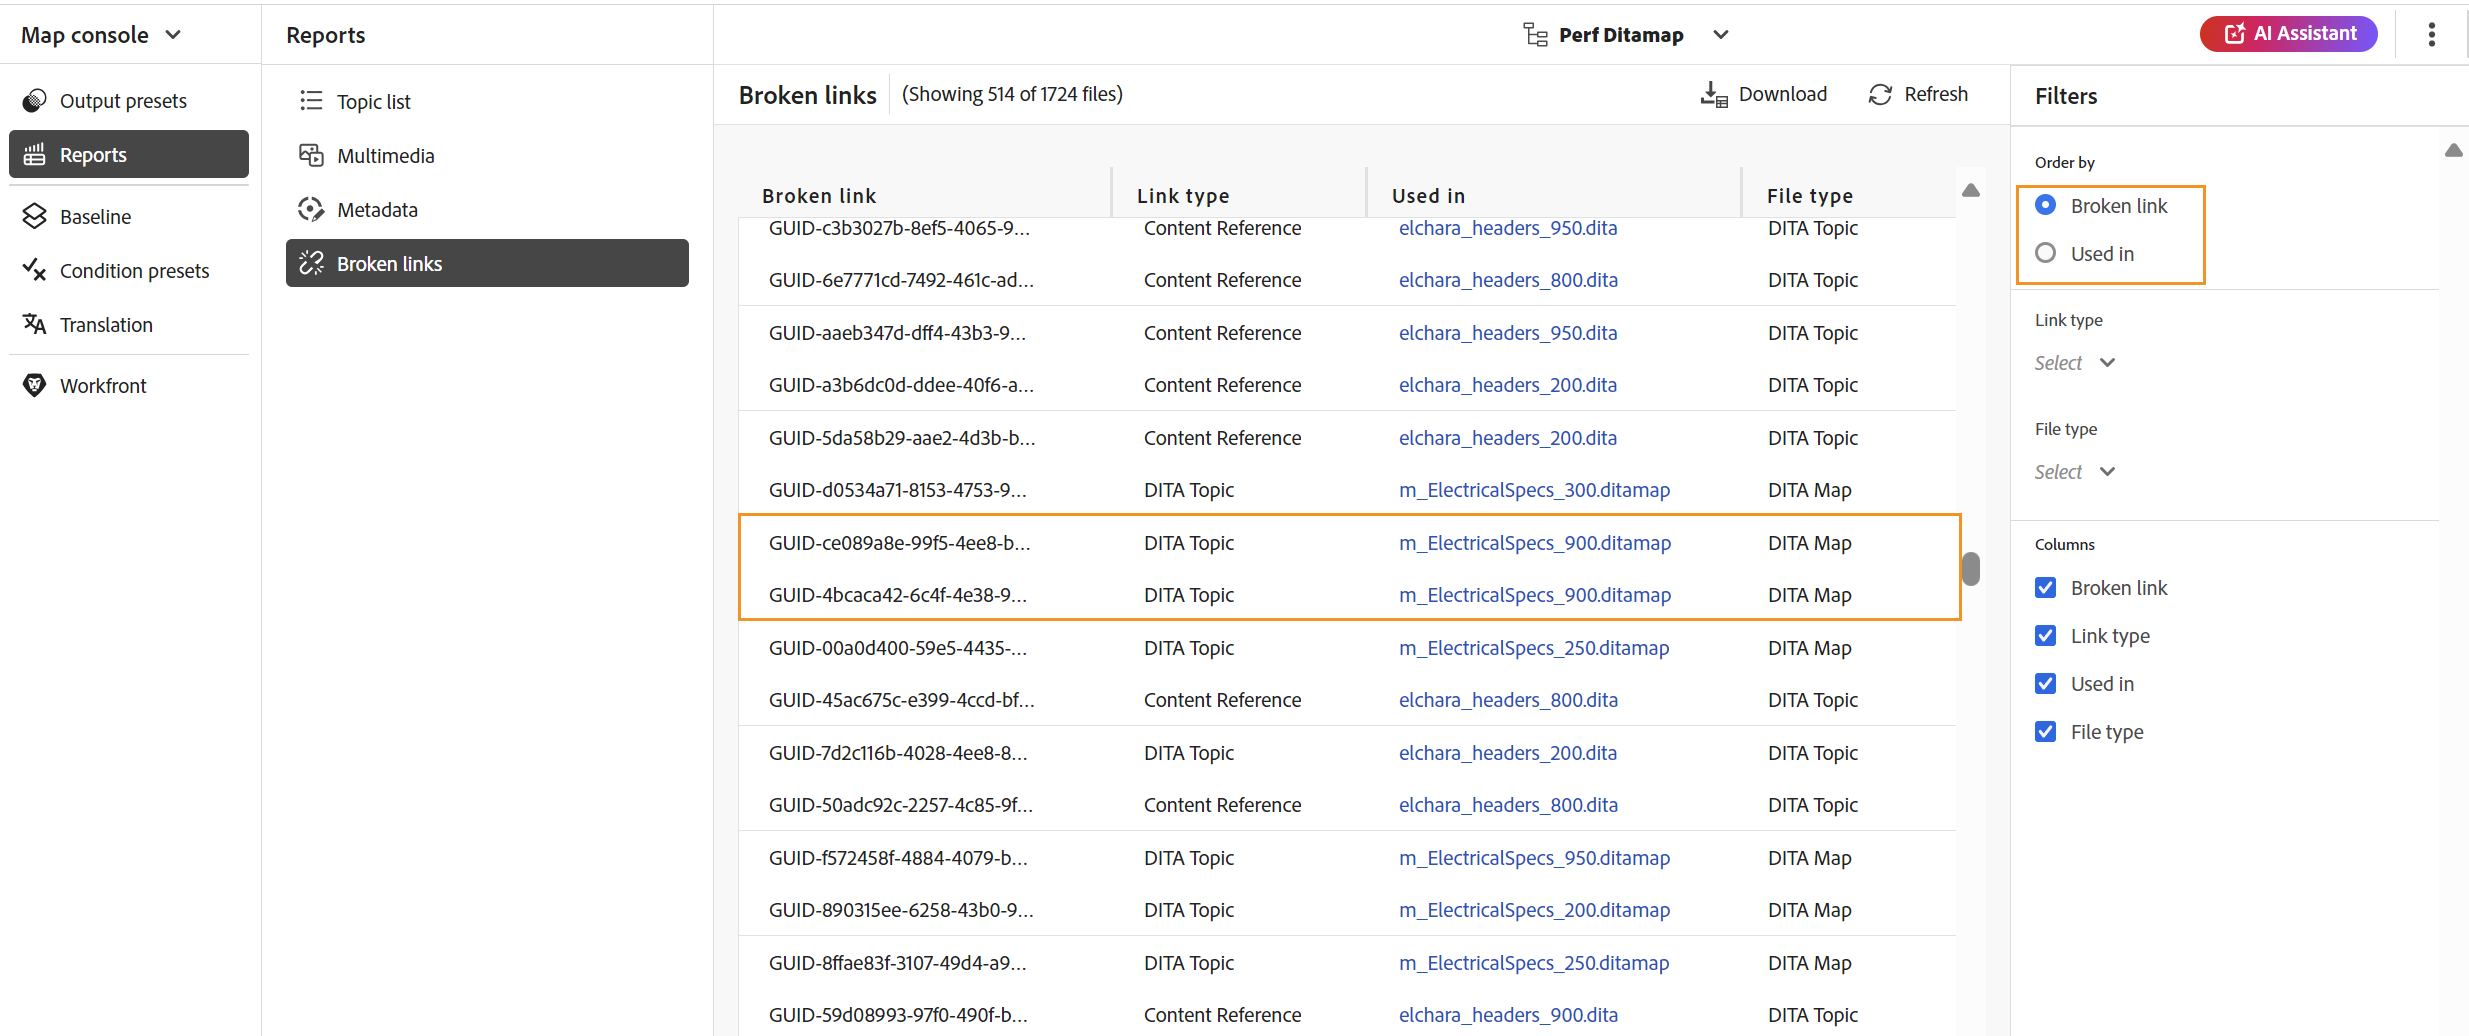 Map console
Output presets
Reports
Baseline
Condition presets
Translation
Workfront
Reports
Topic list
Multimedia
Metadata
Broken links
Perf Ditamap
AI Assistant
Broken links (Showing 514 of 1724 files) Download Refresh
Broken link Link type Used in File type
GUID-c3b3027b-8ef5-4065-9... Content Reference elchara_headers_950.dita DITA Topic
GUID-6e7771cd-7492-461c-ad... Content Reference elchara_headers_800.dita DITA Topic
GUID-aaeb347d-dff4-43b3-9... Content Reference elchara_headers_950.dita DITA Topic
GUID-a3b6dc0d-ddee-40f6-a... Content Reference elchara_headers_200.dita DITA Topic
GUID-5da58b29-aae2-4d3b-b... Content Reference elchara_headers_200.dita DITA Topic
GUID-d0534a71-8153-4753-9... DITA Topic m_ElectricalSpecs_300.ditamap DITA Map
GUID-ce089a8e-99f5-4ee8-b... DITA Topic m_ElectricalSpecs_900.ditamap DITA Map
GUID-4bcaca42-6c4f-4e38-9... DITA Topic m_ElectricalSpecs_900.ditamap DITA Map
GUID-00a0d400-59e5-4435-... DITA Topic m_ElectricalSpecs_250.ditamap DITA Map
GUID-45ac675c-e399-4ccd-bf... Content Reference elchara_headers_800.dita DITA Topic
GUID-7d2c116b-4028-4ee8-8... DITA Topic elchara_headers_200.dita DITA Topic
GUID-50adc92c-2257-4c85-9f... Content Reference elchara_headers_800.dita DITA Topic
GUID-f572458f-4884-4079-b... DITA Topic m_ElectricalSpecs_950.ditamap DITA Map
GUID-890315ee-6258-43b0-9... DITA Topic m_ElectricalSpecs_200.ditamap DITA Map
GUID-8ffae83f-3107-49d4-a9... DITA Topic m_ElectricalSpecs_250.ditamap DITA Map
GUID-59d08993-97f0-490f-b... Content Reference elchara_headers_900.dita DITA Topic
Filters
Order by
Broken link
Used in
Link type
Select
File type
Select
Columns
Broken link
Link type
Used in
File type